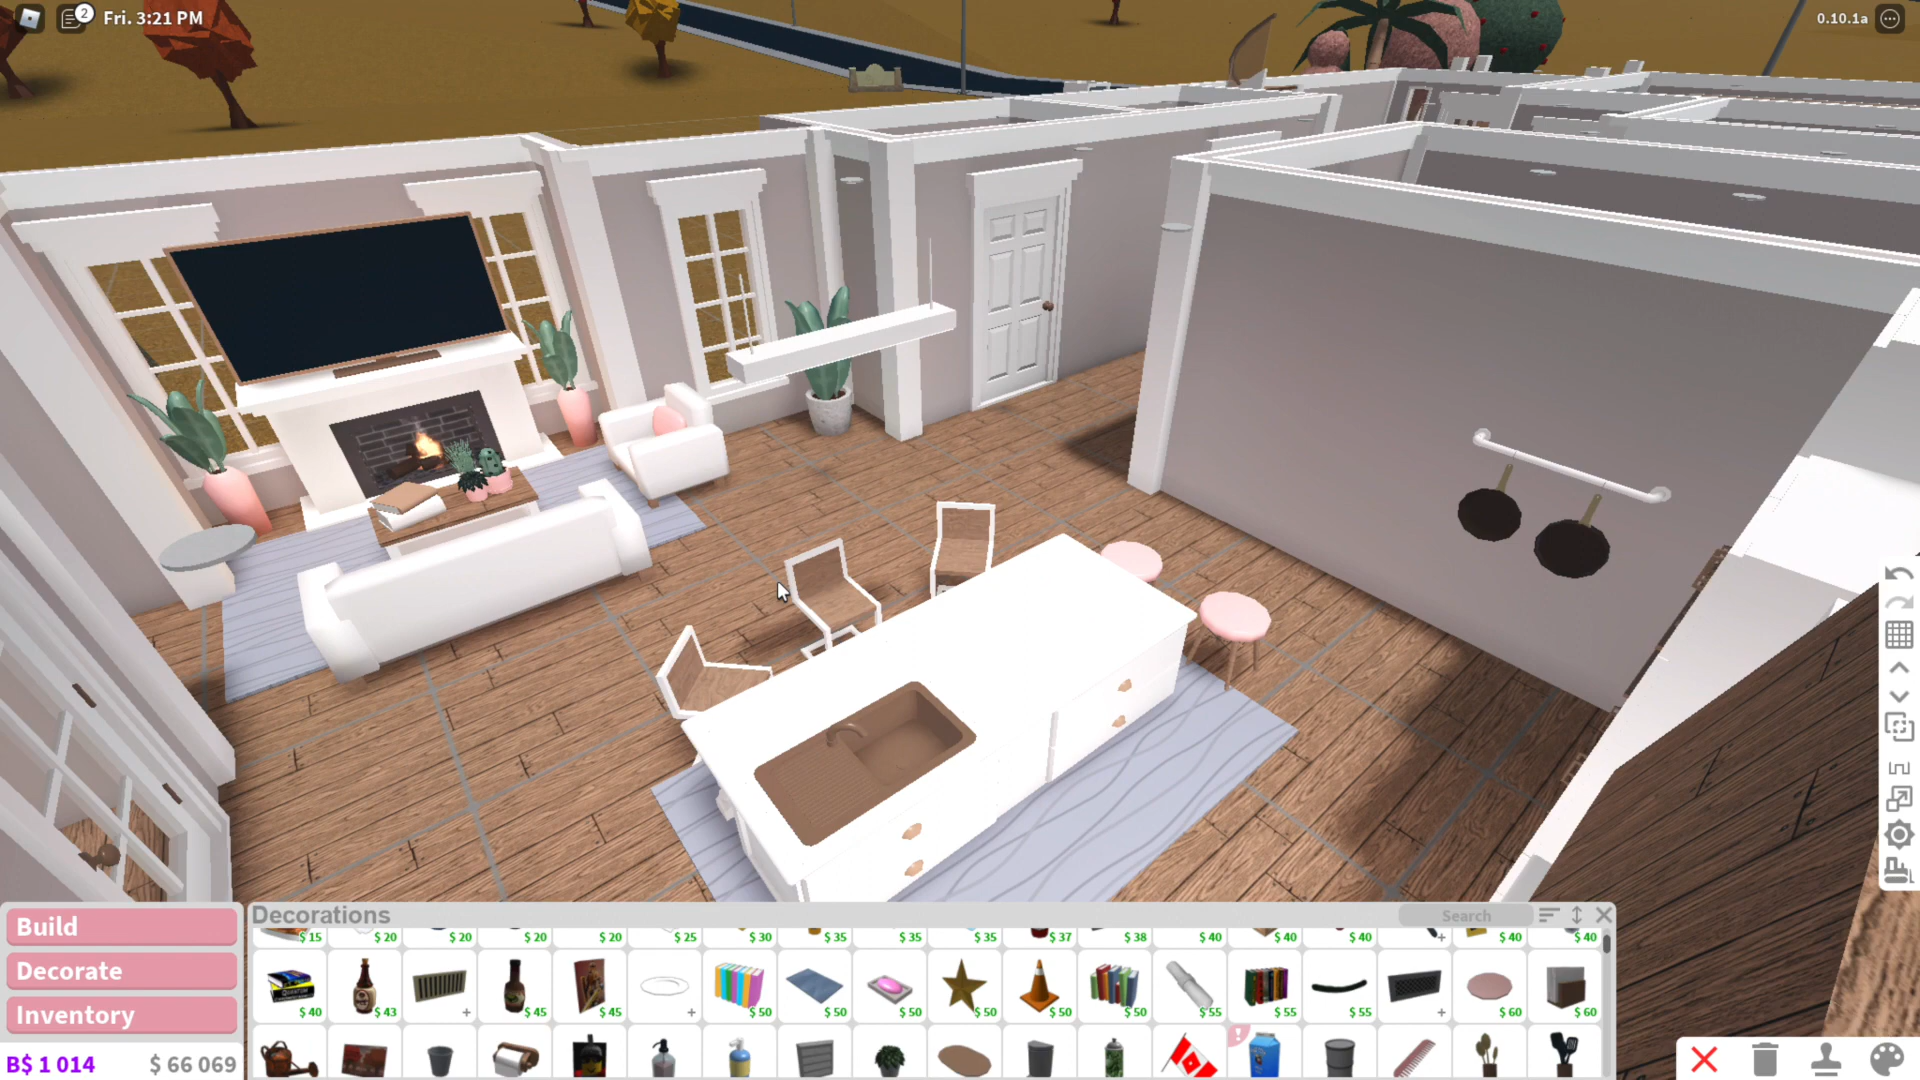 2 Fri. 3:21 PM
0.10.1a
Build
Decorate
Inventory
B$ 1 014 $ 66 069
Decorations
Search
$ 15 $ 20 $ 20 $ 20 $ 20 $ 25 $ 30 $ 35 $ 35 $ 35 $ 37 $ 38 $ 40 $ 40 $ 40 + $ 40 $ 40
$ 40 $ 43 + $ 45 $ 45 + $ 50 $ 50 $ 50 $ 50 $ 50 $ 50 $ 55 $ 55 $ 55 + $ 60 $ 60
!